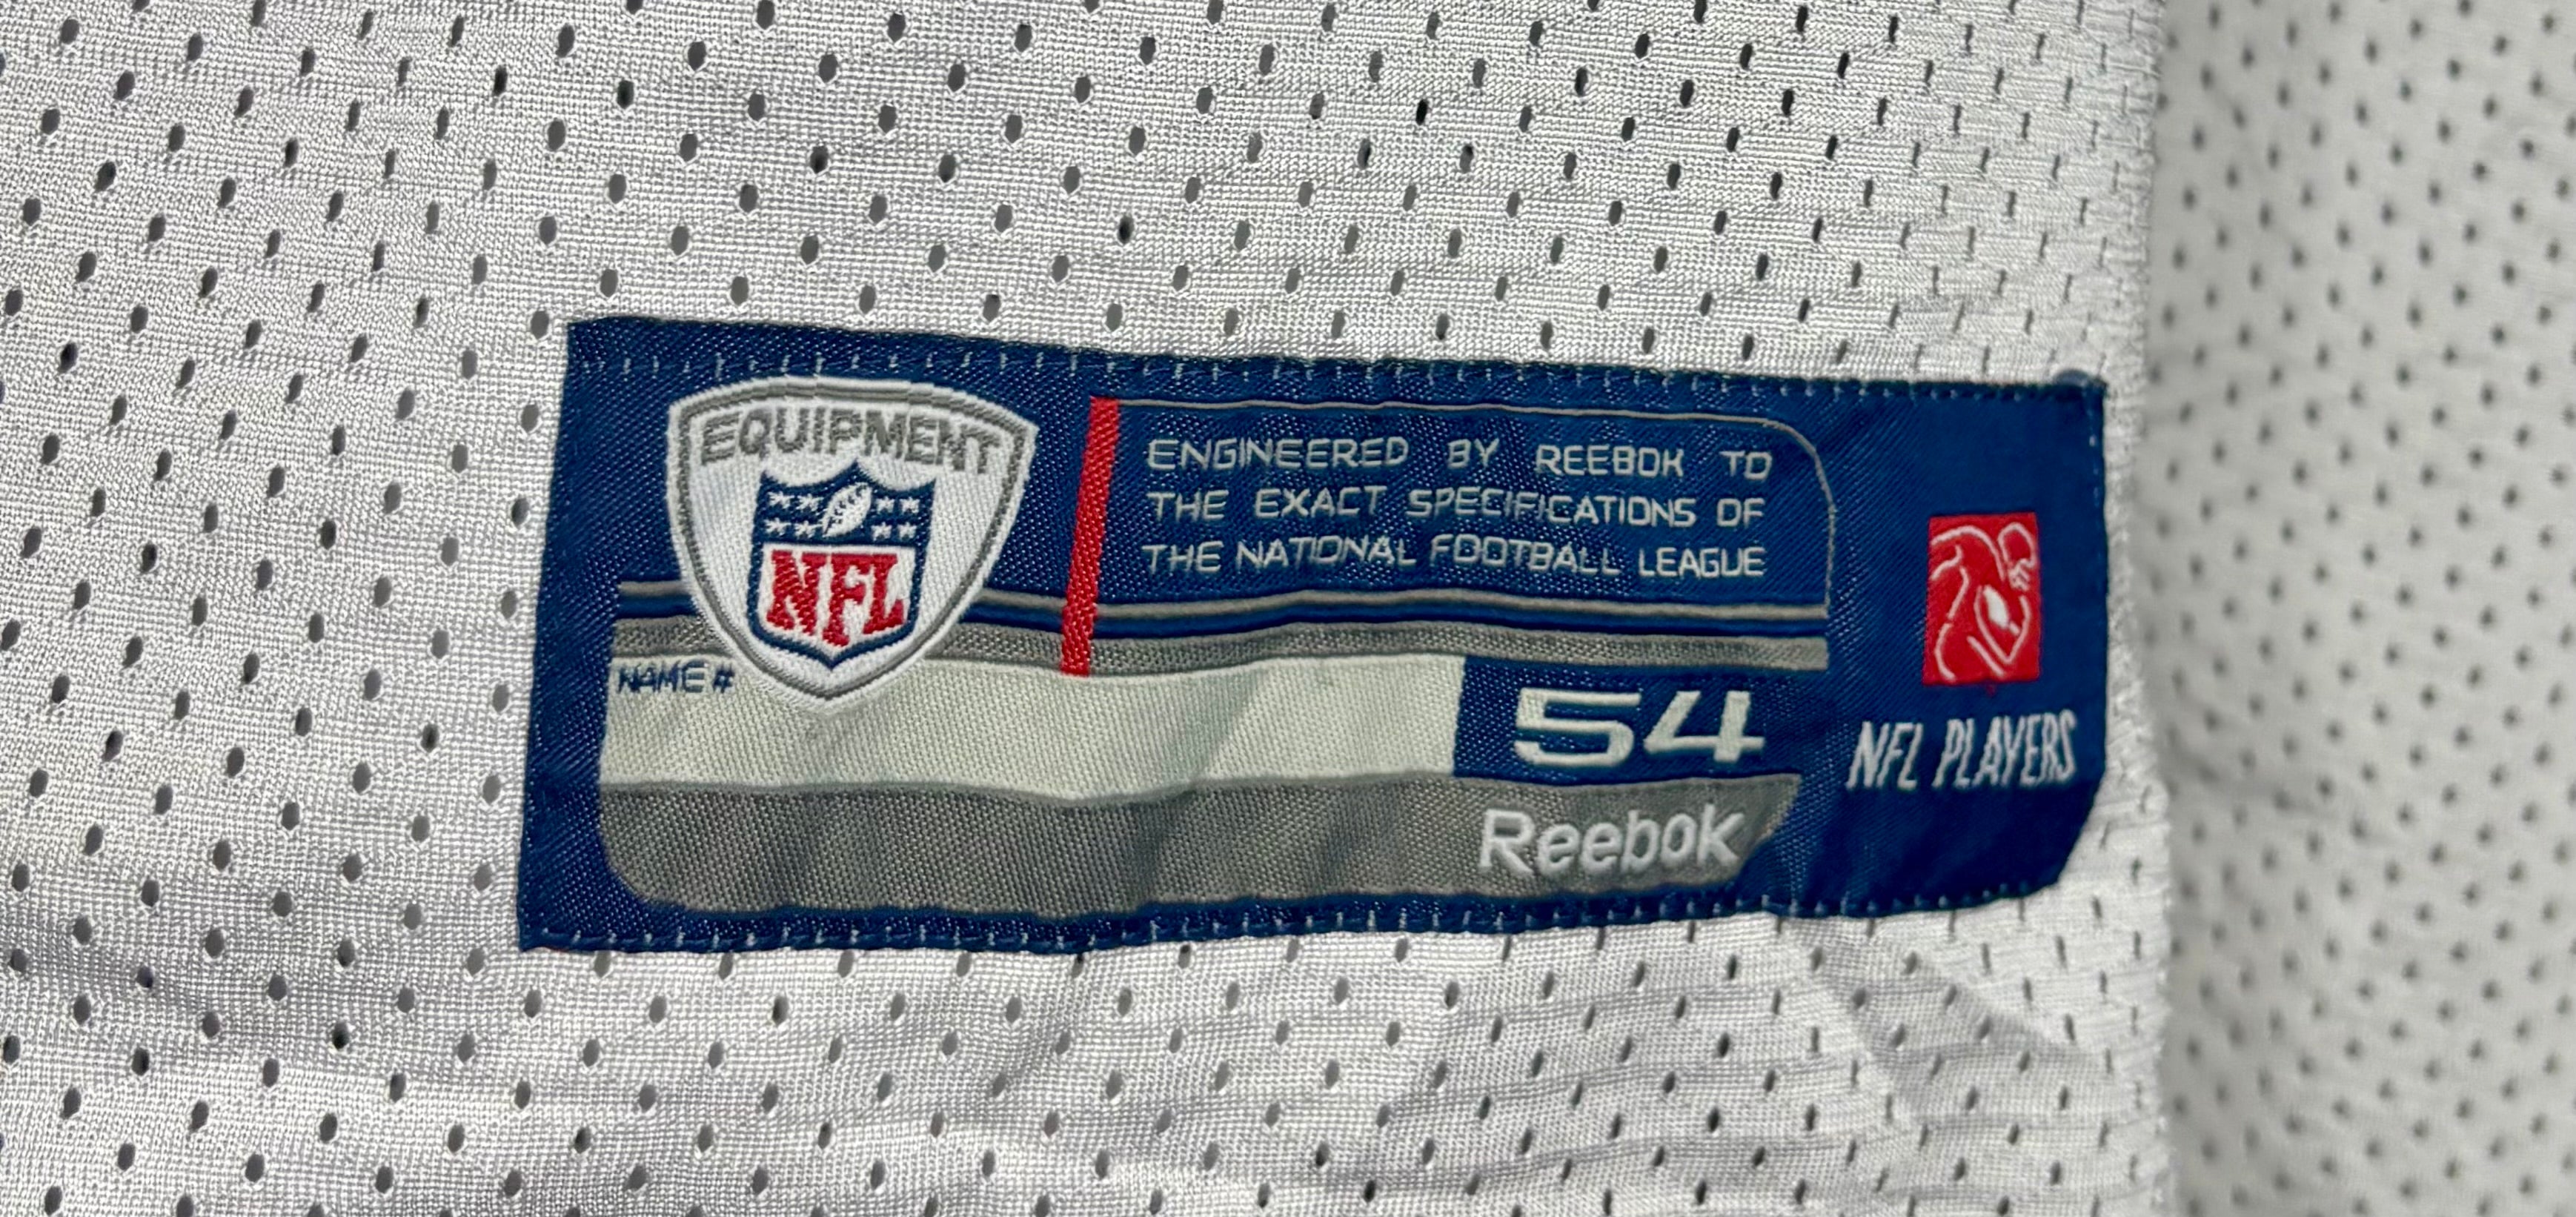 EQUIPMENT
NFL
ENGINEERED BY REEBOK TO
THE EXACT SPECIFICATIONS OF
THE NATIONAL FOOTBALL LEAGUE
NAME #
54
Reebok
NFL PLAYERS